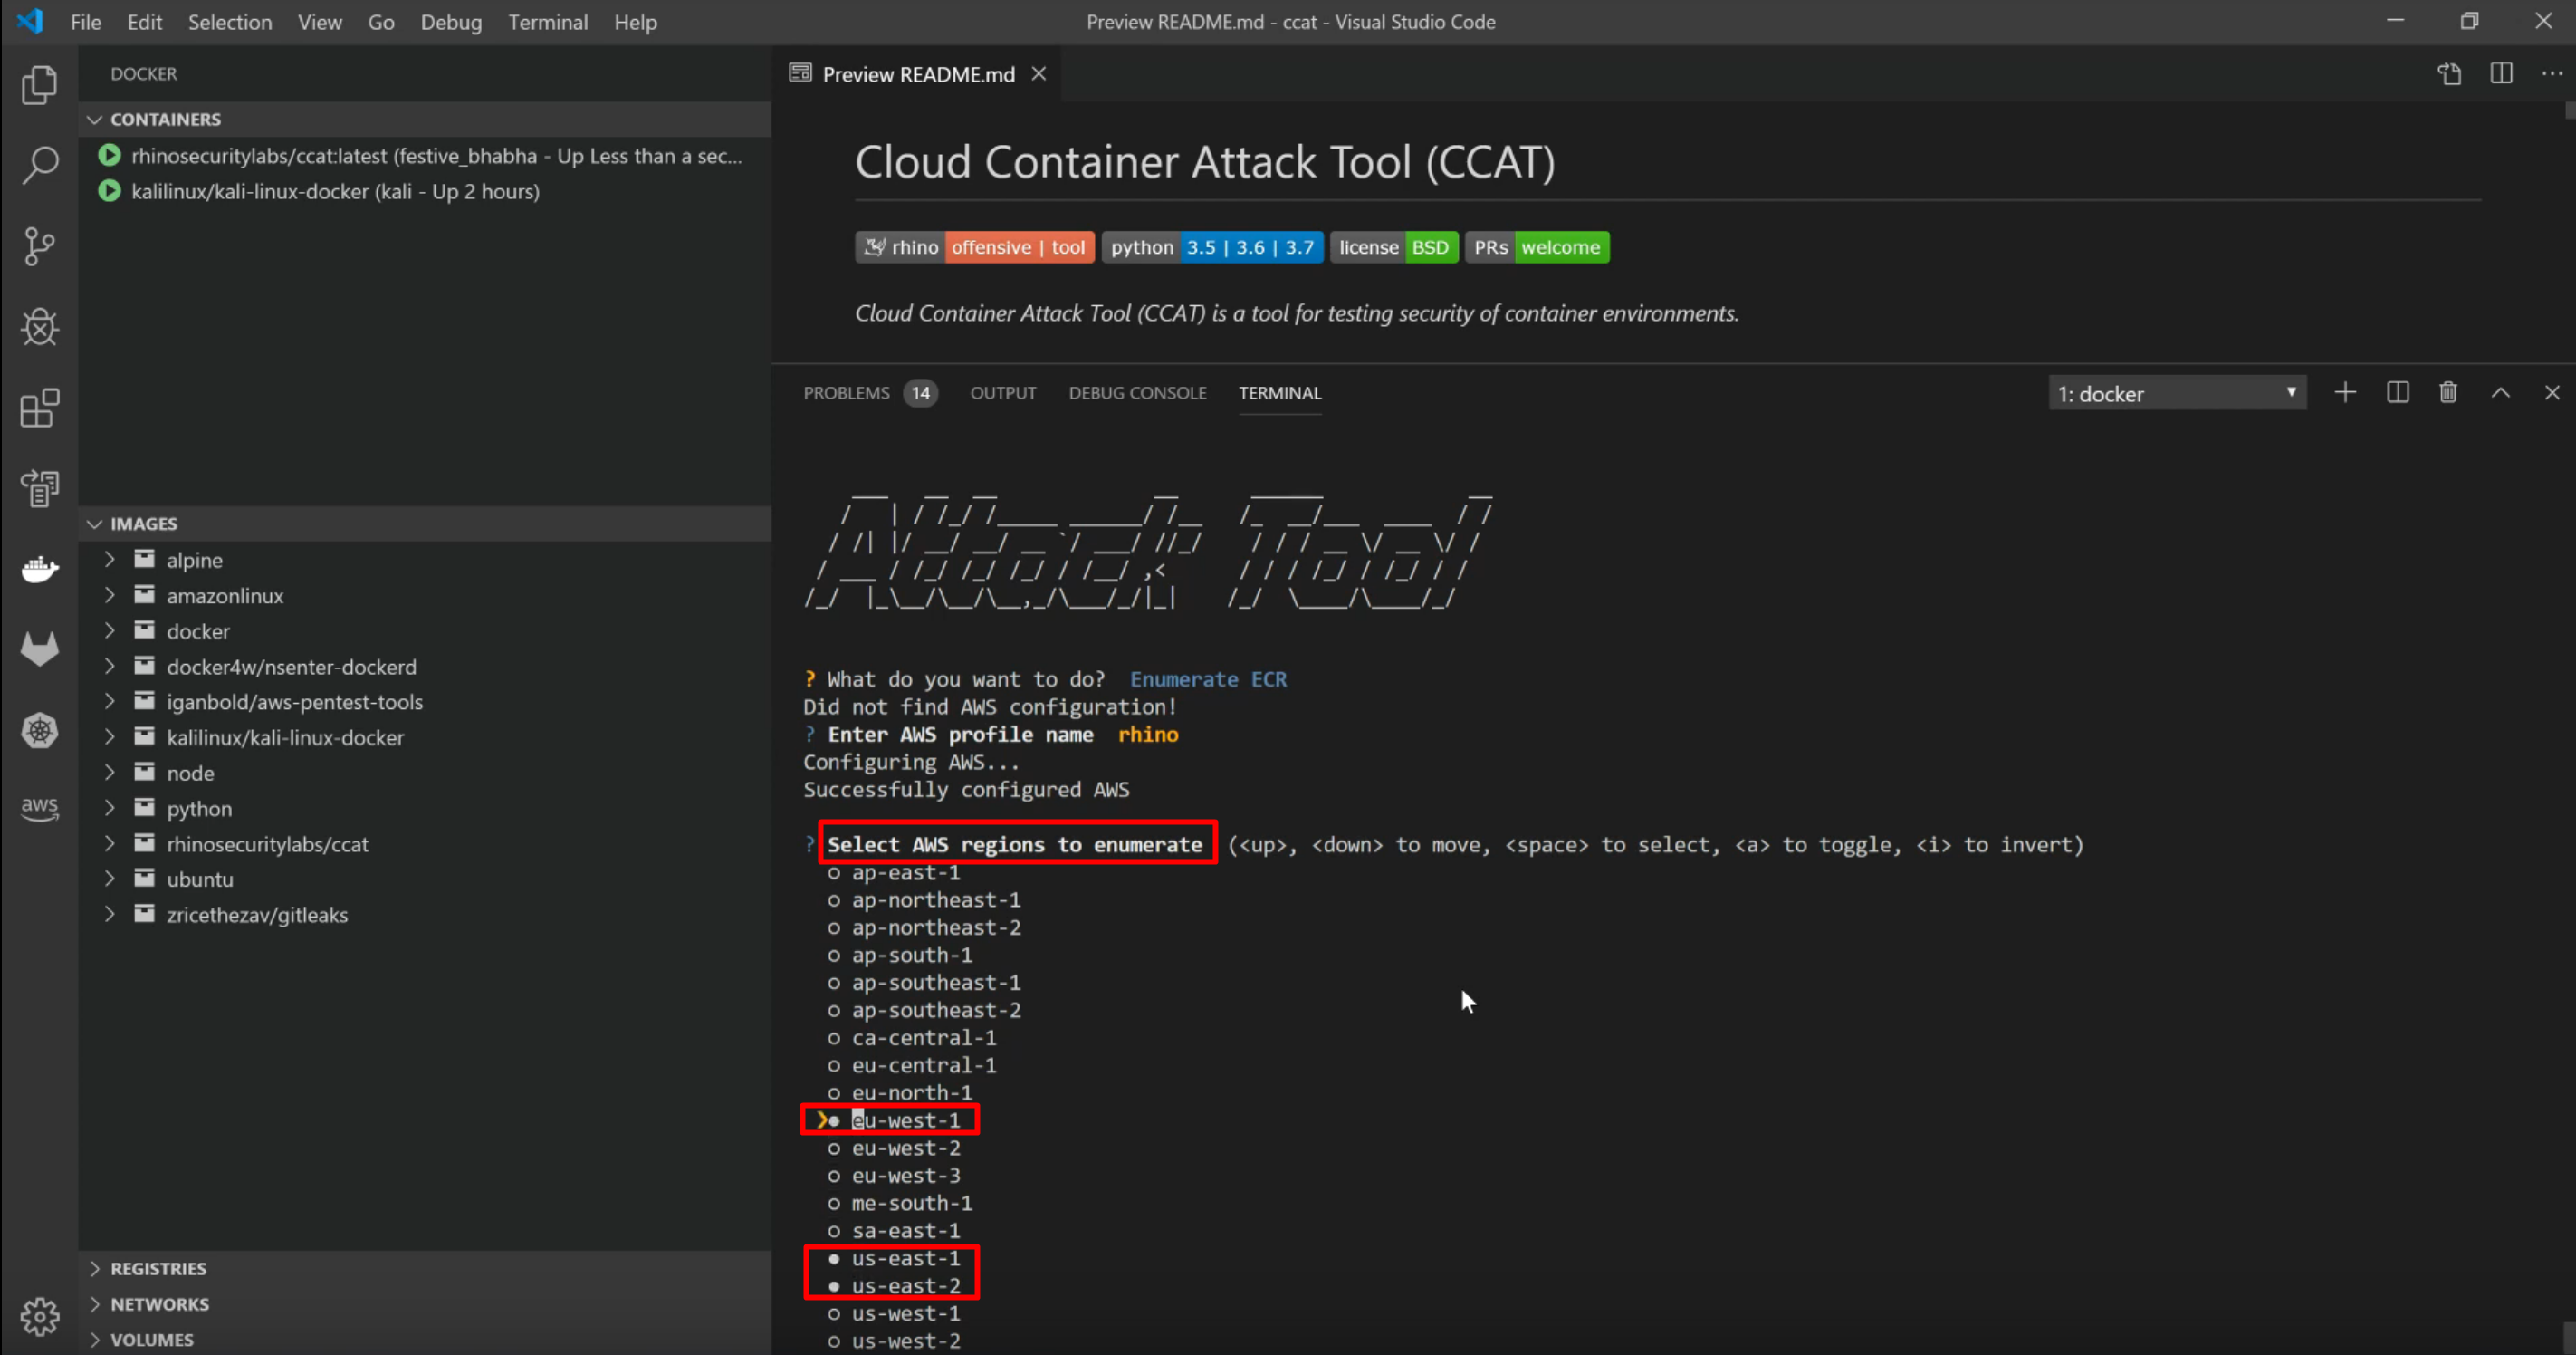 File Edit Selection View Go Debug Terminal Help
Preview README.md - ccat - Visual Studio Code
DOCKER
CONTAINERS
rhinosecuritylabs/ccat:latest (festive_bhabha - Up Less than a sec...
kalilinux/kali-linux-docker (kali - Up 2 hours)
IMAGES
alpine
amazonlinux
docker
docker4w/nsenter-dockerd
iganbold/aws-pentest-tools
kalilinux/kali-linux-docker
node
python
rhinosecuritylabs/ccat
ubuntu
zricethezav/gitleaks
REGISTRIES
NETWORKS
VOLUMES
aws
Preview README.md
Cloud Container Attack Tool (CCAT)
rhino offensive | tool python 3.5 | 3.6 | 3.7 license BSD PRs welcome
Cloud Container Attack Tool (CCAT) is a tool for testing security of container environments.
PROBLEMS 14 OUTPUT DEBUG CONSOLE TERMINAL
1: docker
Attack Tool
? What do you want to do? Enumerate ECR
Did not find AWS configuration!
? Enter AWS profile name rhino
Configuring AWS...
Successfully configured AWS
? Select AWS regions to enumerate (<up>, <down> to move, <space> to select, <a> to toggle, <i> to invert)
○ ap-east-1
○ ap-northeast-1
○ ap-northeast-2
○ ap-south-1
○ ap-southeast-1
○ ap-southeast-2
○ ca-central-1
○ eu-central-1
○ eu-north-1
❯● eu-west-1
○ eu-west-2
○ eu-west-3
○ me-south-1
○ sa-east-1
● us-east-1
● us-east-2
○ us-west-1
○ us-west-2